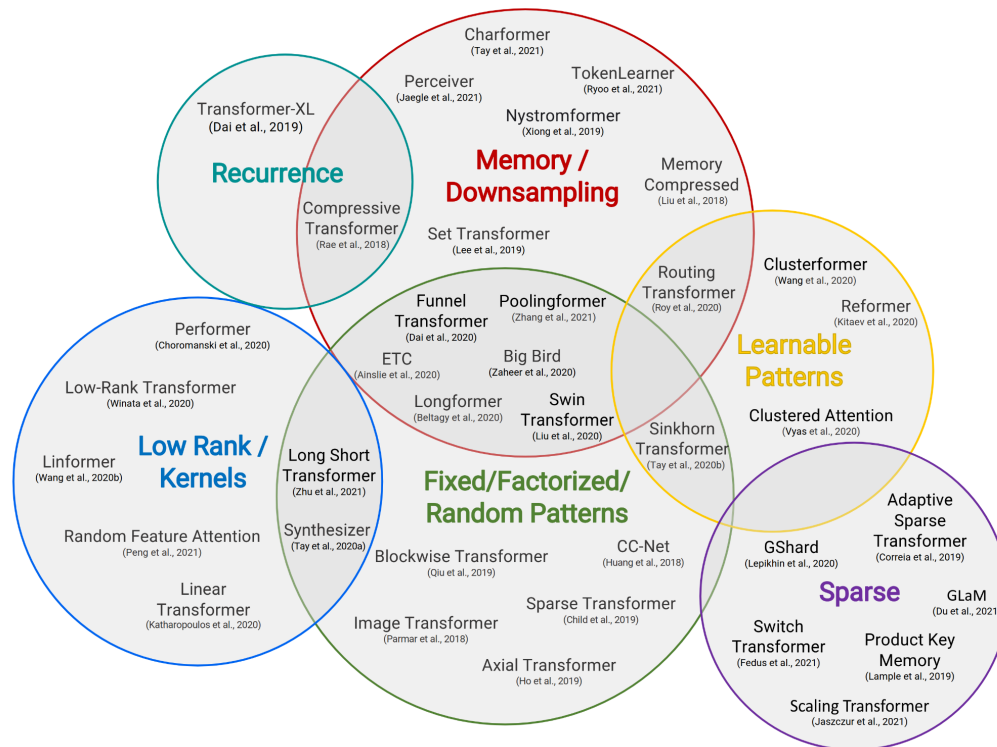 Charformer
(Tay et al., 2021)
Perceiver
(Jaegle et al., 2021)
TokenLearner
(Ryoo et al., 2021)
Transformer-XL
(Dai et al., 2019)
Nystromformer
(Xiong et al., 2019)
Recurrence
Memory /
Downsampling
Memory
Compressed
(Liu et al., 2018)
Compressive
Transformer
(Rae et al., 2018)
Set Transformer
(Lee et al., 2019)
Routing
Transformer
(Roy et al., 2020)
Clusterformer
(Wang et al., 2020)
Reformer
(Kitaev et al., 2020)
Funnel
Transformer
(Dai et al., 2020)
Poolingformer
(Zhang et al., 2021)
Performer
(Choromanski et al., 2020)
ETC
(Ainslie et al., 2020)
Big Bird
(Zaheer et al., 2020)
Learnable
Patterns
Low-Rank Transformer
(Winata et al., 2020)
Longformer
(Beltagy et al., 2020)
Swin
Transformer
(Liu et al., 2020)
Clustered Attention
(Vyas et al., 2020)
Sinkhorn
Transformer
(Tay et al., 2020b)
Low Rank /
Kernels
Linformer
(Wang et al., 2020b)
Long Short
Transformer
(Zhu et al., 2021)
Fixed/Factorized/
Random Patterns
Adaptive
Sparse
Transformer
(Correia et al., 2019)
Random Feature Attention
(Peng et al., 2021)
Synthesizer
(Tay et al., 2020a)
Blockwise Transformer
(Qiu et al., 2019)
CC-Net
(Huang et al., 2018)
GShard
(Lepikhin et al., 2020)
Sparse
GLaM
(Du et al., 2021
Linear
Transformer
(Katharopoulos et al., 2020)
Image Transformer
(Parmar et al., 2018)
Sparse Transformer
(Child et al., 2019)
Switch
Transformer
(Fedus et al., 2021)
Product Key
Memory
(Lample et al., 2019)
Axial Transformer
(Ho et al., 2019)
Scaling Transformer
(Jaszczur et al., 2021)